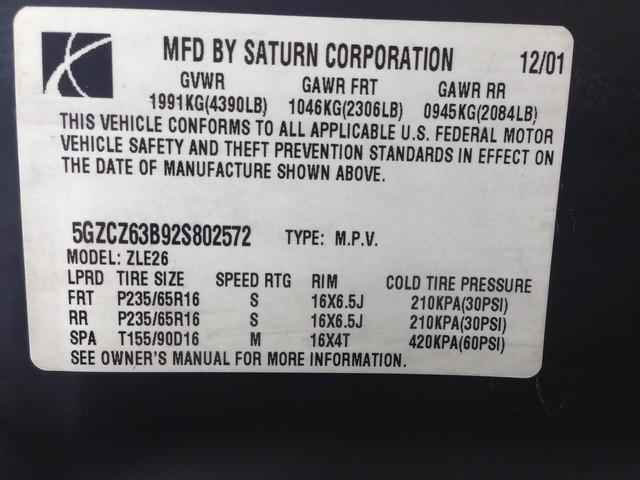 MFD BY SATURN CORPORATION 12/01
GVWR GAWR FRT GAWR RR
1991KG(4390LB) 1046KG(2306LB) 0945KG(2084LB)
THIS VEHICLE CONFORMS TO ALL APPLICABLE U.S. FEDERAL MOTOR
VEHICLE SAFETY AND THEFT PREVENTION STANDARDS IN EFFECT ON
THE DATE OF MANUFACTURE SHOWN ABOVE.
5GZCZ63B92S802572 TYPE: M.P.V.
MODEL: ZLE26
LPRD TIRE SIZE SPEED RTG RIM COLD TIRE PRESSURE
FRT P235/65R16 S 16X6.5J 210KPA(30PSI)
RR P235/65R16 S 16X6.5J 210KPA(30PSI)
SPA T155/90D16 M 16X4T 420KPA(60PSI)
SEE OWNER'S MANUAL FOR MORE INFORMATION.